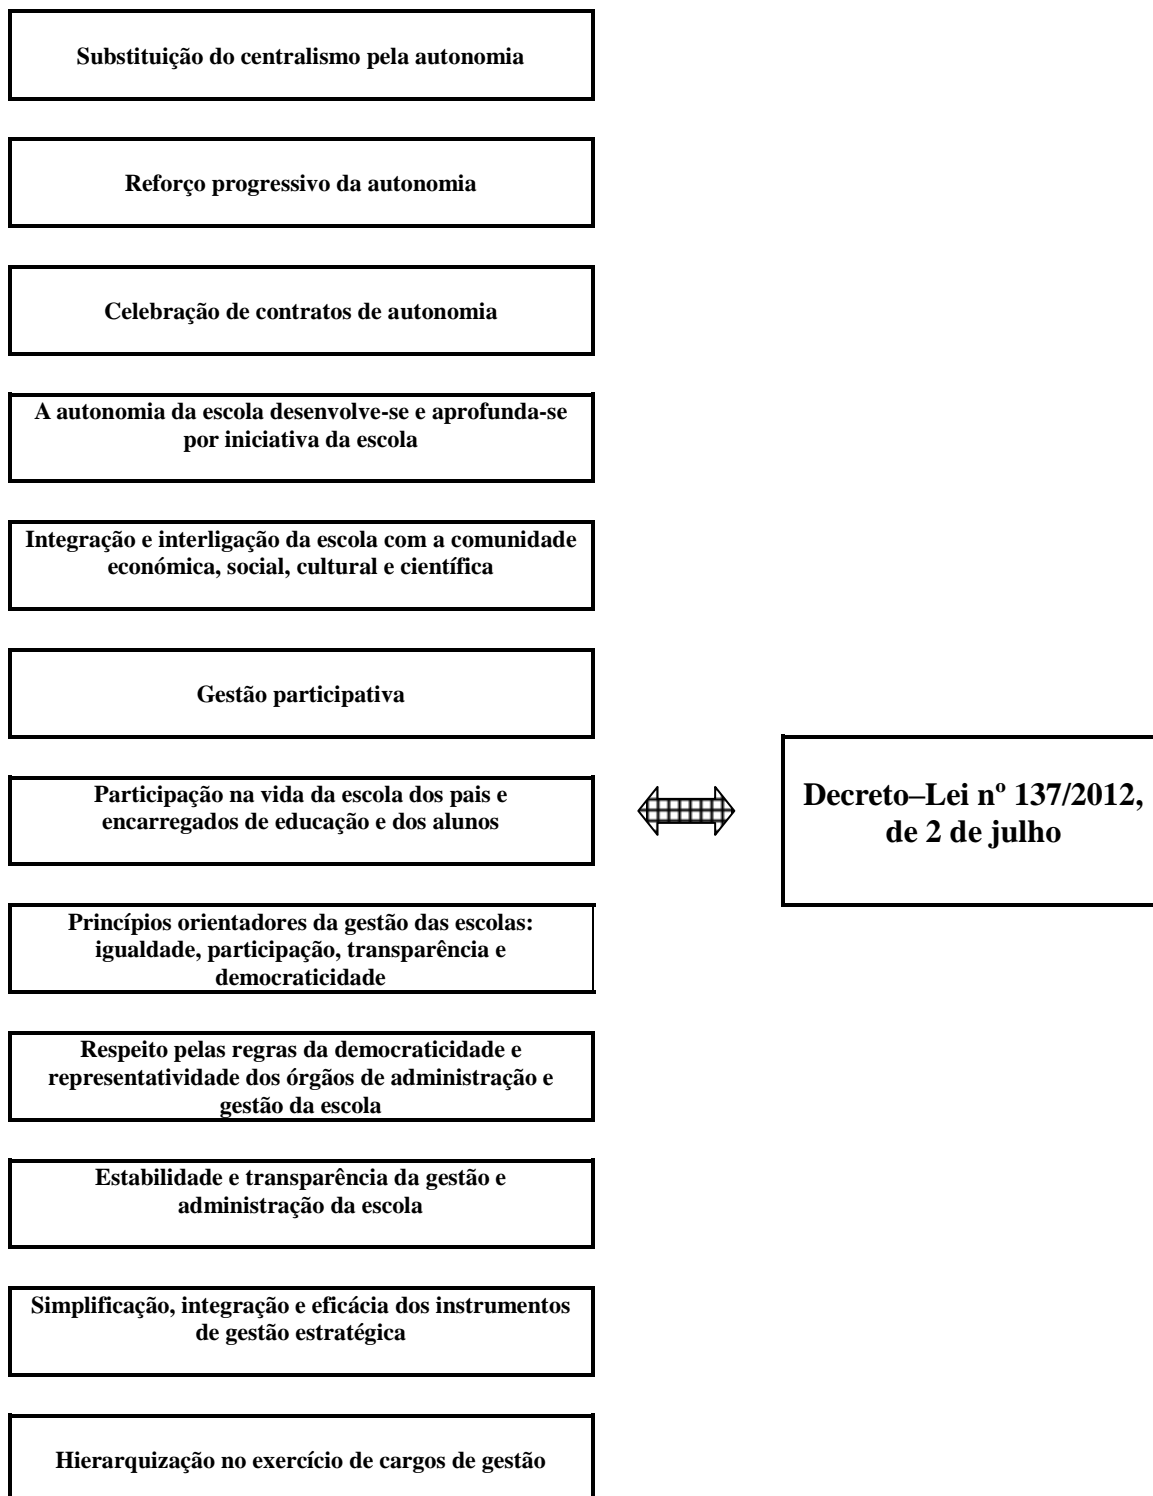 Substituição do centralismo pela autonomia
Reforço progressivo da autonomia
Celebração de contratos de autonomia
A autonomia da escola desenvolve-se e aprofunda-se
por iniciativa da escola
Integração e interligação da escola com a comunidade
económica, social, cultural e científica
Gestão participativa
Participação na vida da escola dos pais e
encarregados de educação e dos alunos
Decreto–Lei nº 137/2012,
de 2 de julho
Princípios orientadores da gestão das escolas:
igualdade, participação, transparência e
democraticidade
Respeito pelas regras da democraticidade e
representatividade dos órgãos de administração e
gestão da escola
Estabilidade e transparência da gestão e
administração da escola
Simplificação, integração e eficácia dos instrumentos
de gestão estratégica
Hierarquização no exercício de cargos de gestão